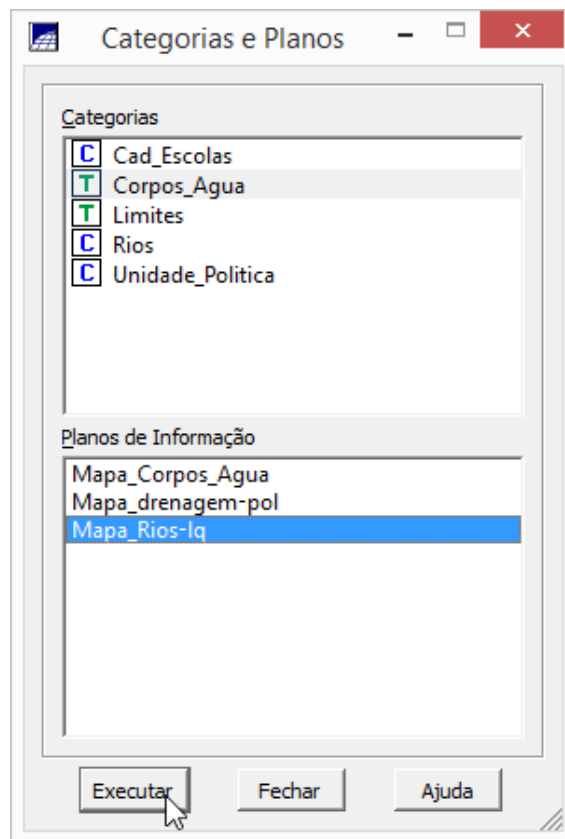 Categorias e Planos
Categorias
C Cad_Escolas
T Corpos_Agua
T Limites
C Rios
C Unidade_Politica
Planos de Informação
Mapa_Corpos_Agua
Mapa_drenagem-pol
Mapa_Rios-lq
Executar Fechar Ajuda